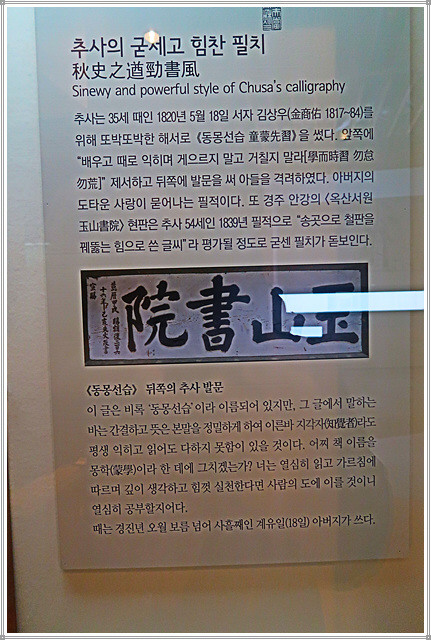 추사의 굳세고 힘찬 필치
秋史之遒勁書風
Sinewy and powerful style of Chusa's calligraphy
추사는 35세 때인 1820년 5월 18일 서자 김상우(金商佑 1817~84)를
위해 또박또박한 해서로 《동몽선습 童蒙先習》을 썼다. 앞쪽에
“배우고 때로 익히며 게으르지 말고 거칠지 말라[學而時習 勿怠
勿荒]” 제서하고 뒤쪽에 발문을 써 아들을 격려하였다. 아버지의
도타운 사랑이 묻어나는 필적이다. 또 경주 안강의 〈옥산서원
玉山書院〉 현판은 추사 54세인 1839년 필적으로 “송곳으로 철판을
꿰뚫는 힘으로 쓴 글씨”라 평가될 정도로 굳센 필치가 돋보인다.
玉山書院
《동몽선습》 뒤쪽의 추사 발문
이 글은 비록 '동몽선습'이라 이름되어 있지만, 그 글에서 말하는
바는 간결하고 뜻은 본말을 정밀하게 하여 이른바 지각자(知覺者)라도
평생 익히고 읽어도 다하지 못함이 있을 것이다. 어찌 책 이름을
몽학(蒙學)이라 한 데에 그치겠는가? 너는 열심히 읽고 가르침에
따르며 깊이 생각하고 힘껏 실천한다면 사람의 도에 이를 것이니
열심히 공부할지어다.
때는 경진년 오월 보름 넘어 사흘째인 계유일(18일) 아버지가 쓰다.